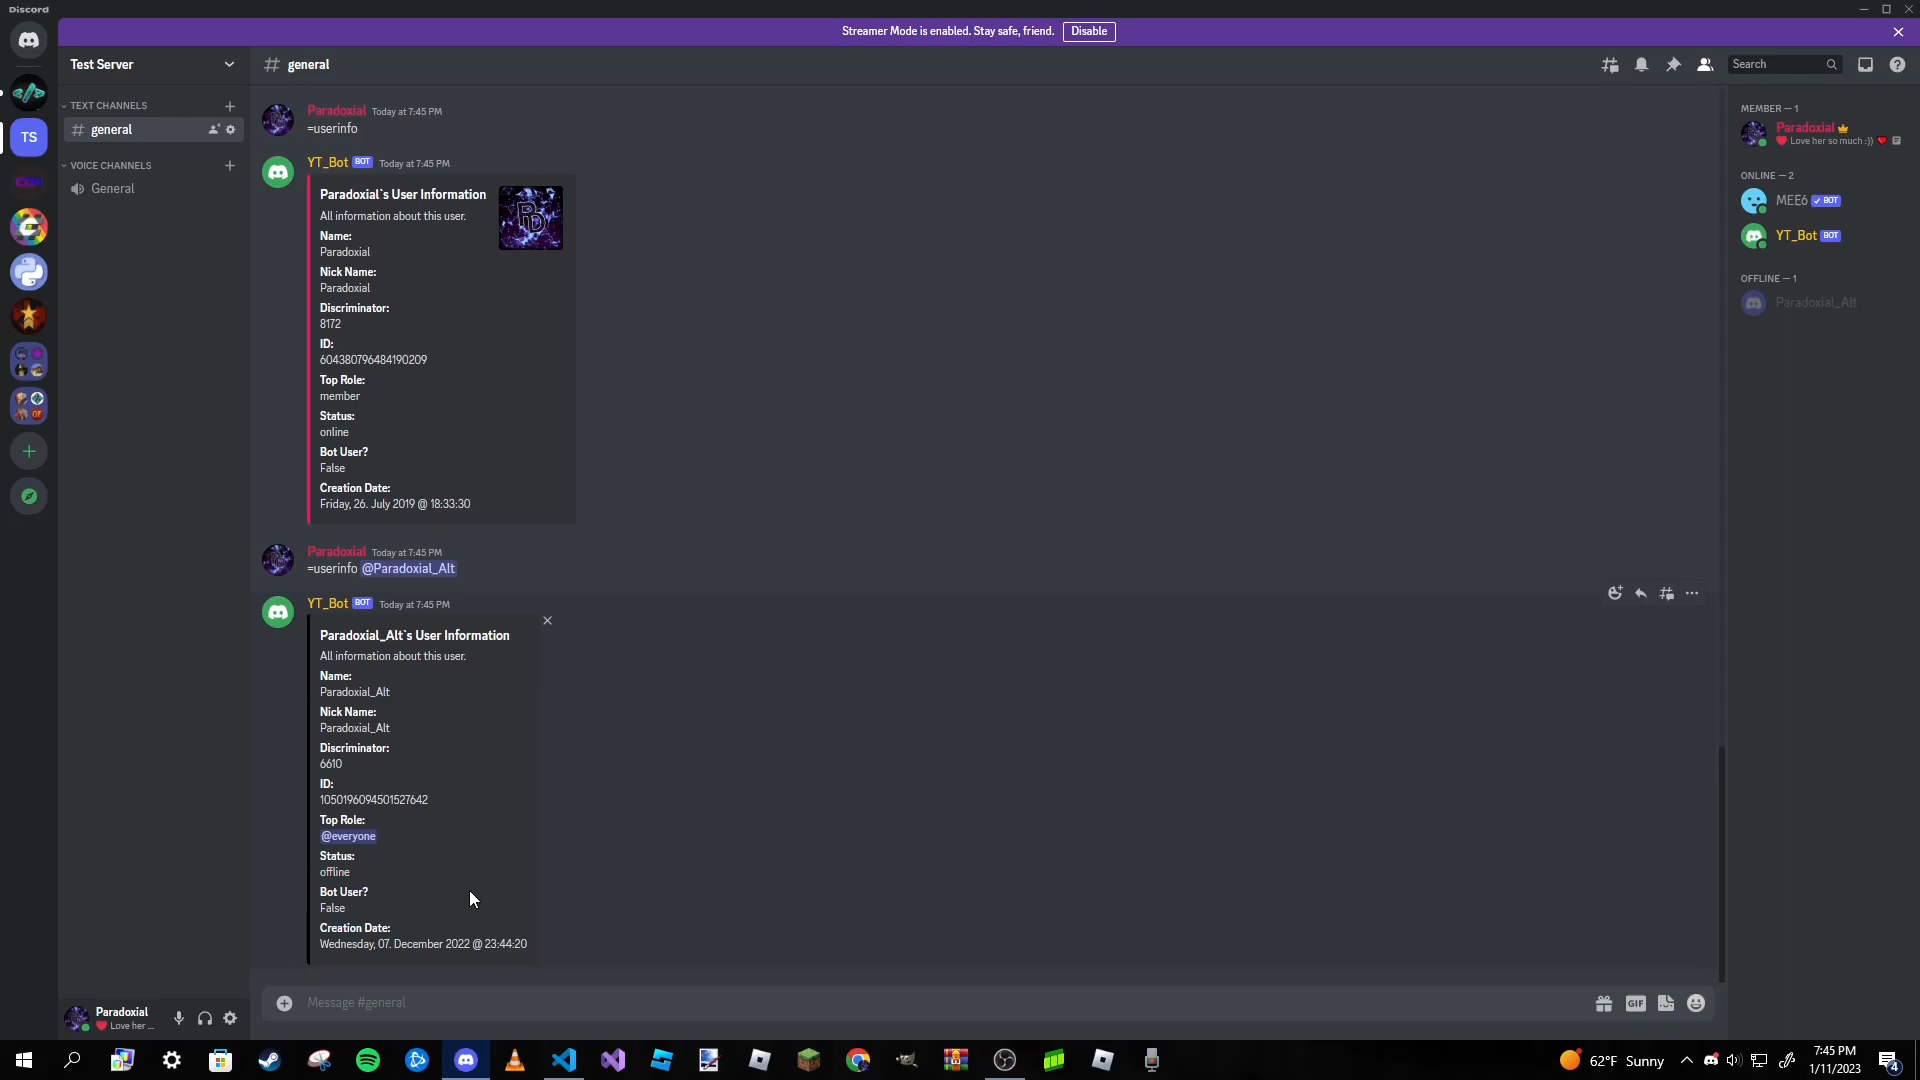 Discord
Streamer Mode is enabled. Stay safe, friend. Disable
Test Server
general
Search
TEXT CHANNELS
general
VOICE CHANNELS
General
TS
Paradoxial Today at 7:45 PM
=userinfo
YT_Bot BOT Today at 7:45 PM
Paradoxial`s User Information
All information about this user.
Name:
Paradoxial
Nick Name:
Paradoxial
Discriminator:
8172
ID:
604380796484190209
Top Role:
member
Status:
online
Bot User?
False
Creation Date:
Friday, 26. July 2019 @ 18:33:30
Paradoxial Today at 7:45 PM
=userinfo @Paradoxial_Alt
YT_Bot BOT Today at 7:45 PM
Paradoxial_Alt`s User Information
All information about this user.
Name:
Paradoxial_Alt
Nick Name:
Paradoxial_Alt
Discriminator:
6610
ID:
1050196094501527642
Top Role:
@everyone
Status:
offline
Bot User?
False
Creation Date:
Wednesday, 07. December 2022 @ 23:44:20
Message #general
GIF
MEMBER — 1
Paradoxial
Love her so much :))
ONLINE — 2
MEE6 BOT
YT_Bot BOT
OFFLINE — 1
Paradoxial_Alt
Paradoxial
Love her ...
62°F Sunny
7:45 PM
1/11/2023
4